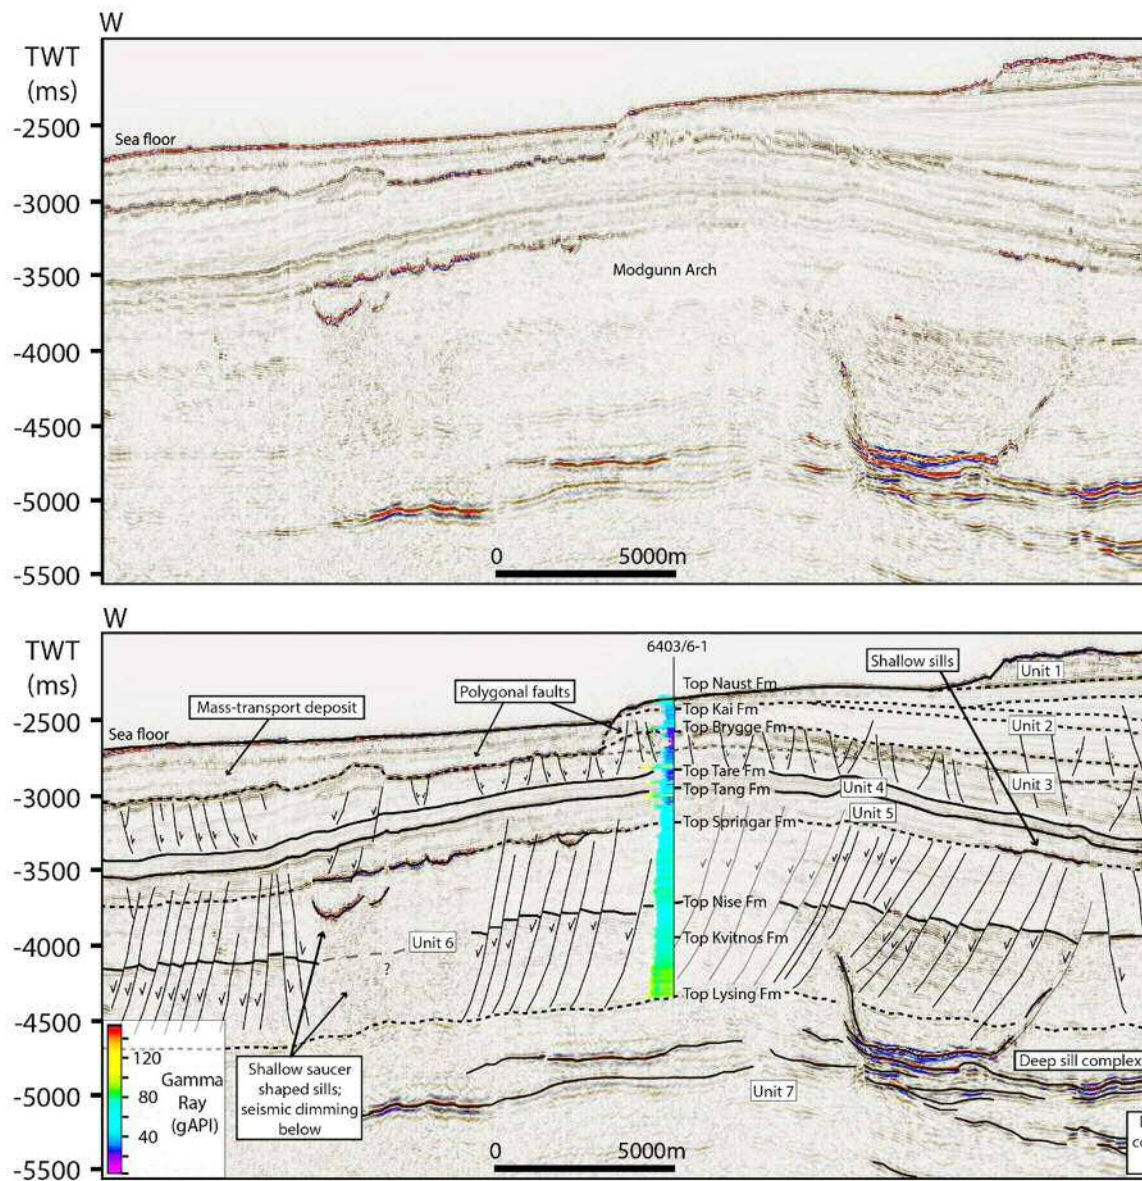 W
TWT
(ms)
-2500
Sea floor
-3000
-3500
Modgunn Arch
-4000
-4500
-5000
0 5000m
-5500
W
TWT
(ms)
6403/6-1
Shallow sills
Unit 1
Top Naust Fm
Polygonal faults
Mass-transport deposit
Top Kai Fm
-2500
Top Brygge Fm
Unit 2
Sea floor
Top Tare Fm
Unit 3
-3000
Top Tang Fm
Unit 4
Unit 5
Top Springar Fm
-3500
Top Nise Fm
Top Kvitnos Fm
Unit 6
-4000
?
Top Lysing Fm
-4500
120
Gamma
Ray
(gAPI)
80
40
Shallow saucer
shaped sills;
seismic dimming
below
Deep sill complex
Unit 7
-5000
0 5000m
-5500